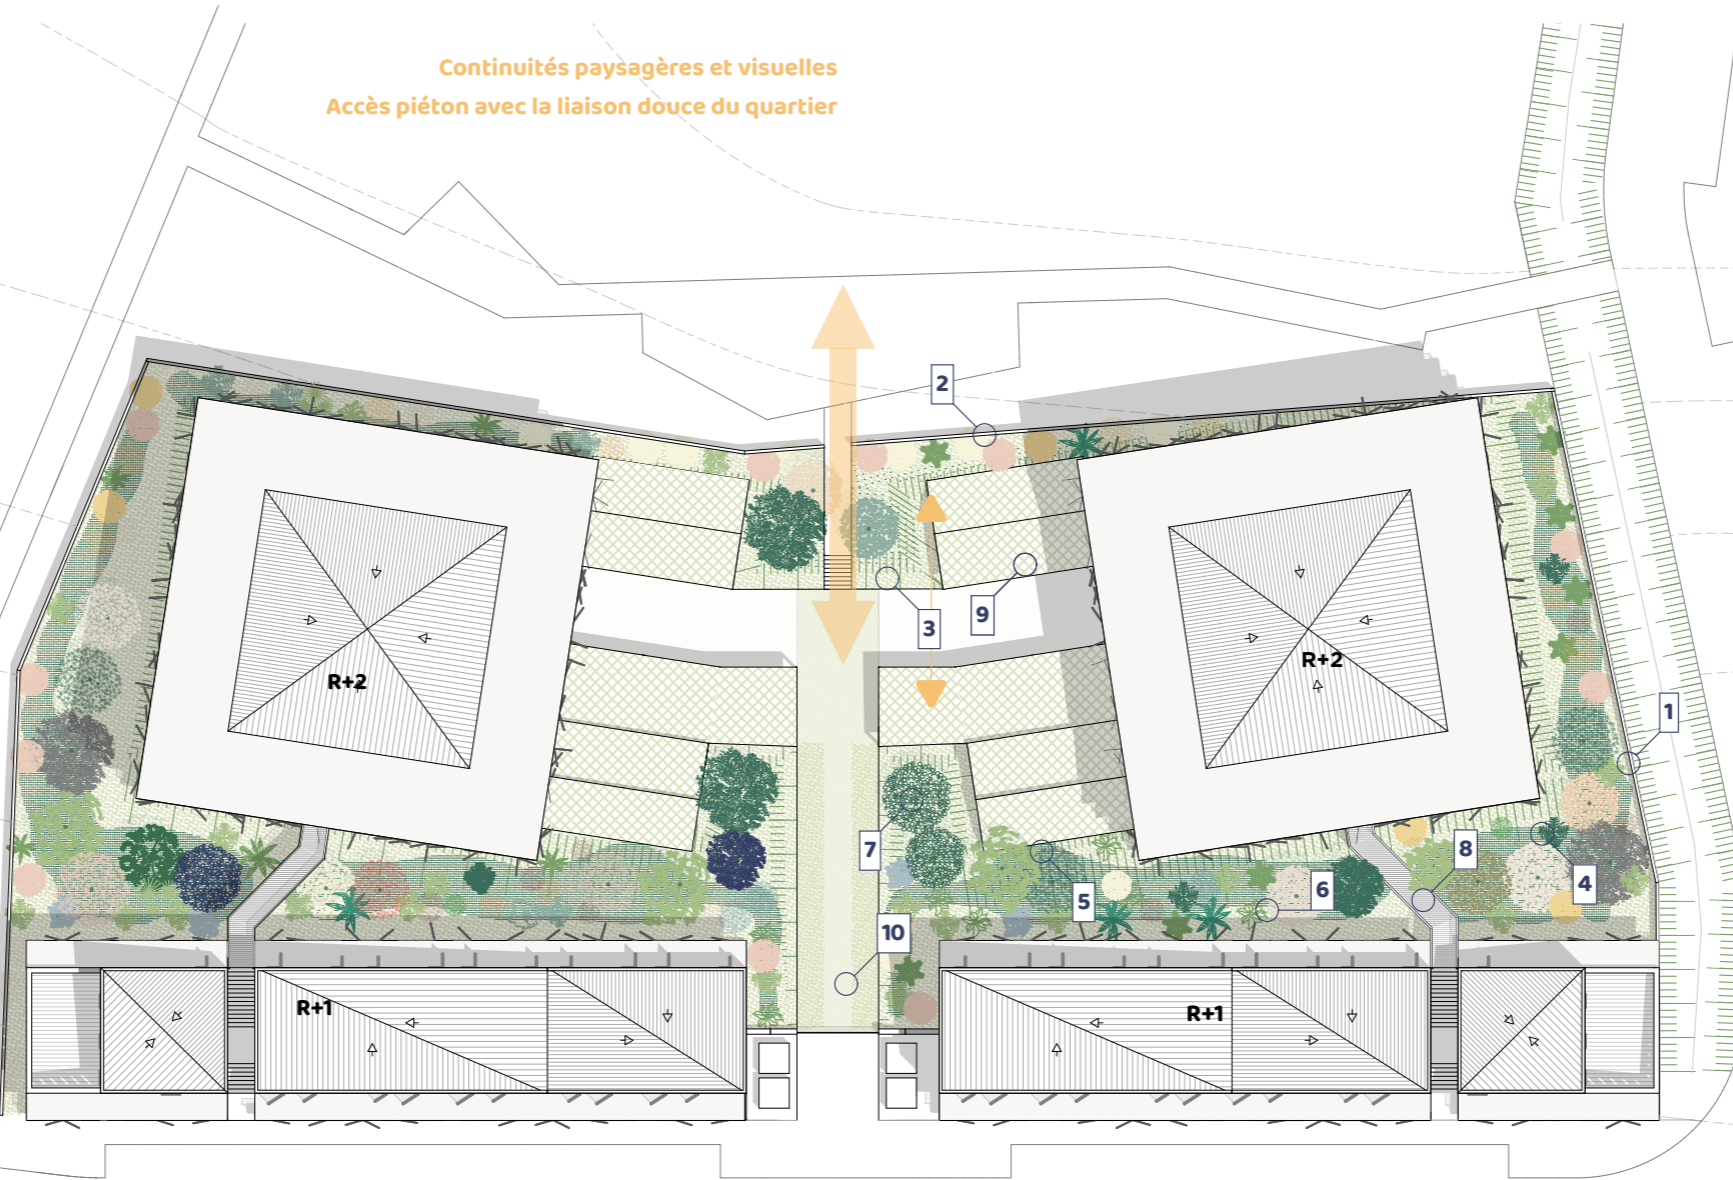 Continuités paysagères et visuelles
Accès piéton avec la liaison douce du quartier
2
9
3
R+2
R+2
1
7
8
6
4
5
10
R+1
R+1